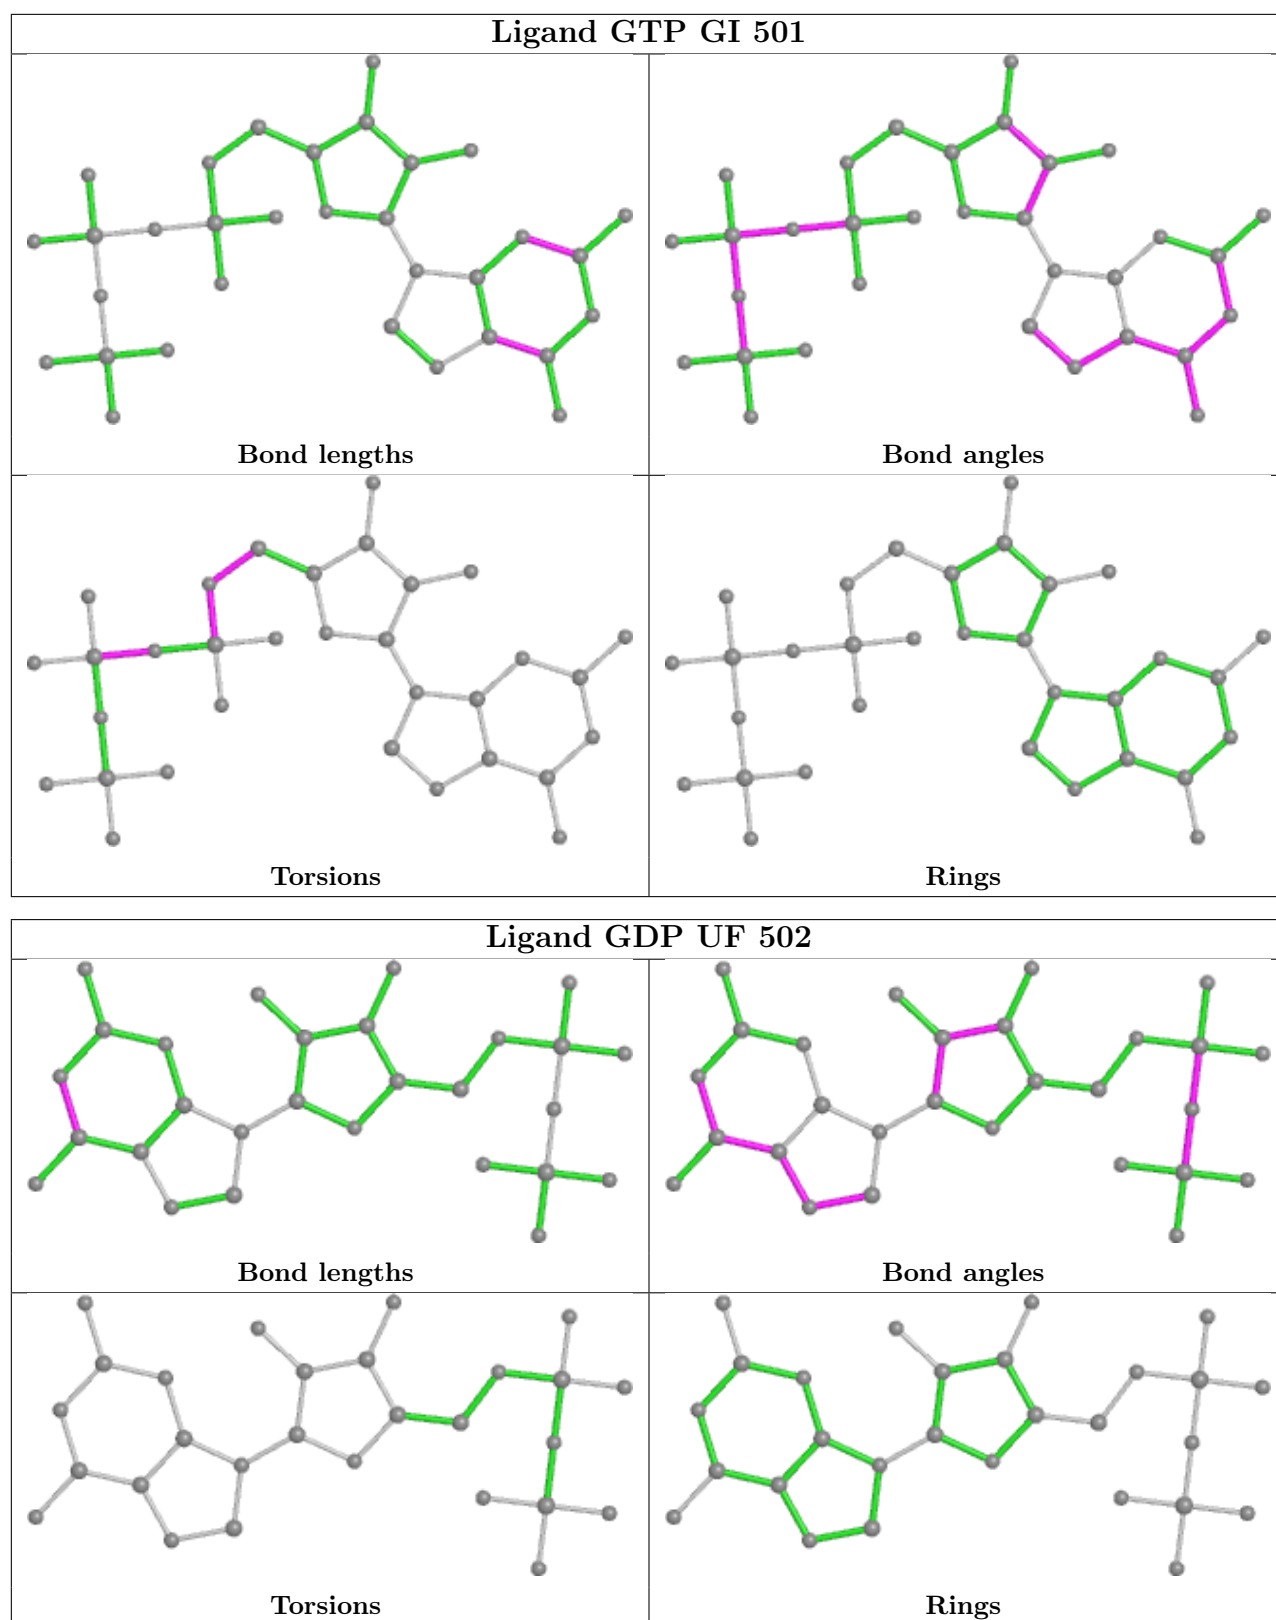 Ligand GTP GI 501
Bond lengths
Bond angles
Torsions
Rings
Ligand GDP UF 502
Bond lengths
Bond angles
Torsions
Rings